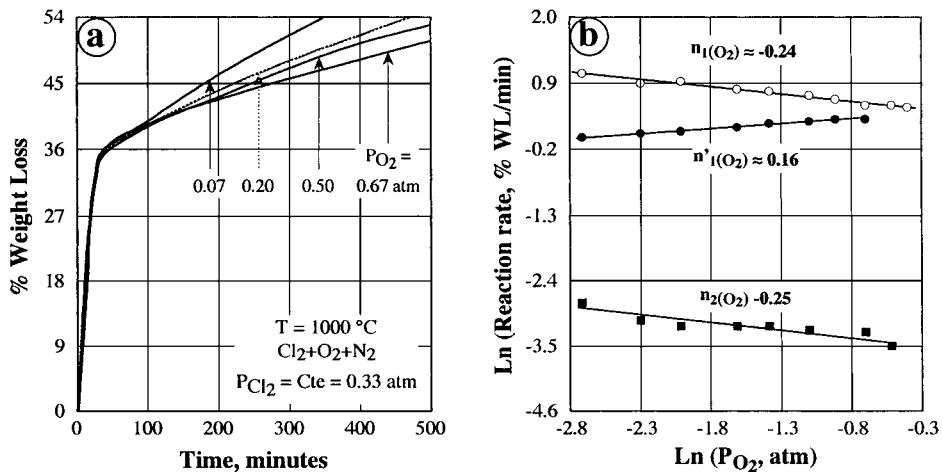 a
% Weight Loss
54
45
36
27
18
9
0
P_O2 =
0.07 0.20 0.50 0.67 atm
T = 1000 °C
Cl2+O2+N2
P_Cl2 = Cte = 0.33 atm
0 100 200 300 400 500
Time, minutes
b
Ln (Reaction rate, % WL/min)
2.0
0.9
-0.2
-1.3
-2.4
-3.5
-4.6
n1(O2) ≈ -0.24
n'1(O2) ≈ 0.16
n2(O2) -0.25
-2.8 -2.3 -1.8 -1.3 -0.8 -0.3
Ln (P_O2, atm)